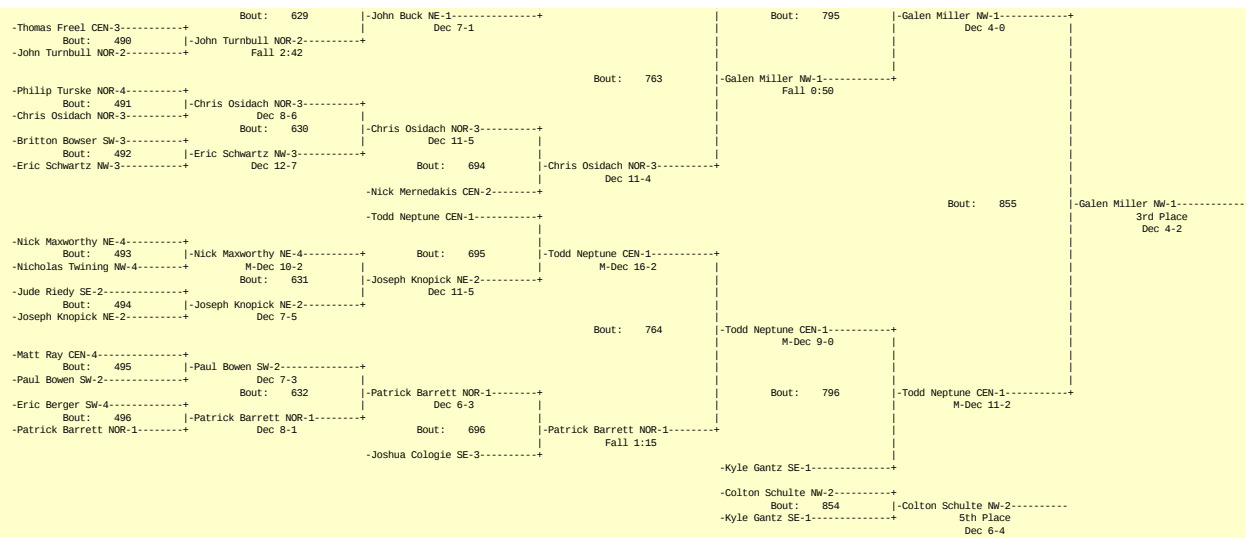 Bout: 629 |-John Buck NE-1--------------+ | Bout: 795 |-Galen Miller NW-1-----------+
-Thomas Freel CEN-3----------+ | Dec 7-1 | | Dec 4-0 |
Bout: 490 |-John Turnbull NOR-2---------+ | | |
-John Turnbull NOR-2---------+ Fall 2:42 | | |
| | |
Bout: 763 |-Galen Miller NW-1-----------+ |
-Philip Turske NOR-4---------+ | Fall 0:50 |
Bout: 491 |-Chris Osidach NOR-3---------+ | |
-Chris Osidach NOR-3---------+ Dec 8-6 | | |
Bout: 630 |-Chris Osidach NOR-3---------+ | |
-Britton Bowser SW-3---------+ | Dec 11-5 | | |
Bout: 492 |-Eric Schwartz NW-3----------+ | | |
-Eric Schwartz NW-3----------+ Dec 12-7 Bout: 694 |-Chris Osidach NOR-3---------+ |
| Dec 11-4 |
-Nick Mernedakis CEN-2-------+ |
Bout: 855 |-Galen Miller NW-1-----------
-Todd Neptune CEN-1----------+ | 3rd Place
| | Dec 4-2
-Nick Maxworthy NE-4---------+ | |
Bout: 493 |-Nick Maxworthy NE-4---------+ Bout: 695 |-Todd Neptune CEN-1----------+ |
-Nicholas Twining NW-4-------+ M-Dec 10-2 | | M-Dec 16-2 | |
Bout: 631 |-Joseph Knopick NE-2---------+ | |
-Jude Riedy SE-2-------------+ | Dec 11-5 | |
Bout: 494 |-Joseph Knopick NE-2---------+ | |
-Joseph Knopick NE-2---------+ Dec 7-5 | |
Bout: 764 |-Todd Neptune CEN-1----------+ |
| M-Dec 9-0 | |
-Matt Ray CEN-4--------------+ | | |
Bout: 495 |-Paul Bowen SW-2-------------+ | | |
-Paul Bowen SW-2-------------+ Dec 7-3 | | | |
Bout: 632 |-Patrick Barrett NOR-1-------+ | Bout: 796 |-Todd Neptune CEN-1----------+
-Eric Berger SW-4------------+ | Dec 6-3 | | | M-Dec 11-2
Bout: 496 |-Patrick Barrett NOR-1-------+ | | |
-Patrick Barrett NOR-1-------+ Dec 8-1 Bout: 696 |-Patrick Barrett NOR-1-------+ |
| Fall 1:15 |
-Joshua Cologie SE-3---------+ |
-Kyle Gantz SE-1-------------+
-Colton Schulte NW-2---------+
Bout: 854 |-Colton Schulte NW-2---------
-Kyle Gantz SE-1-------------+ 5th Place
Dec 6-4